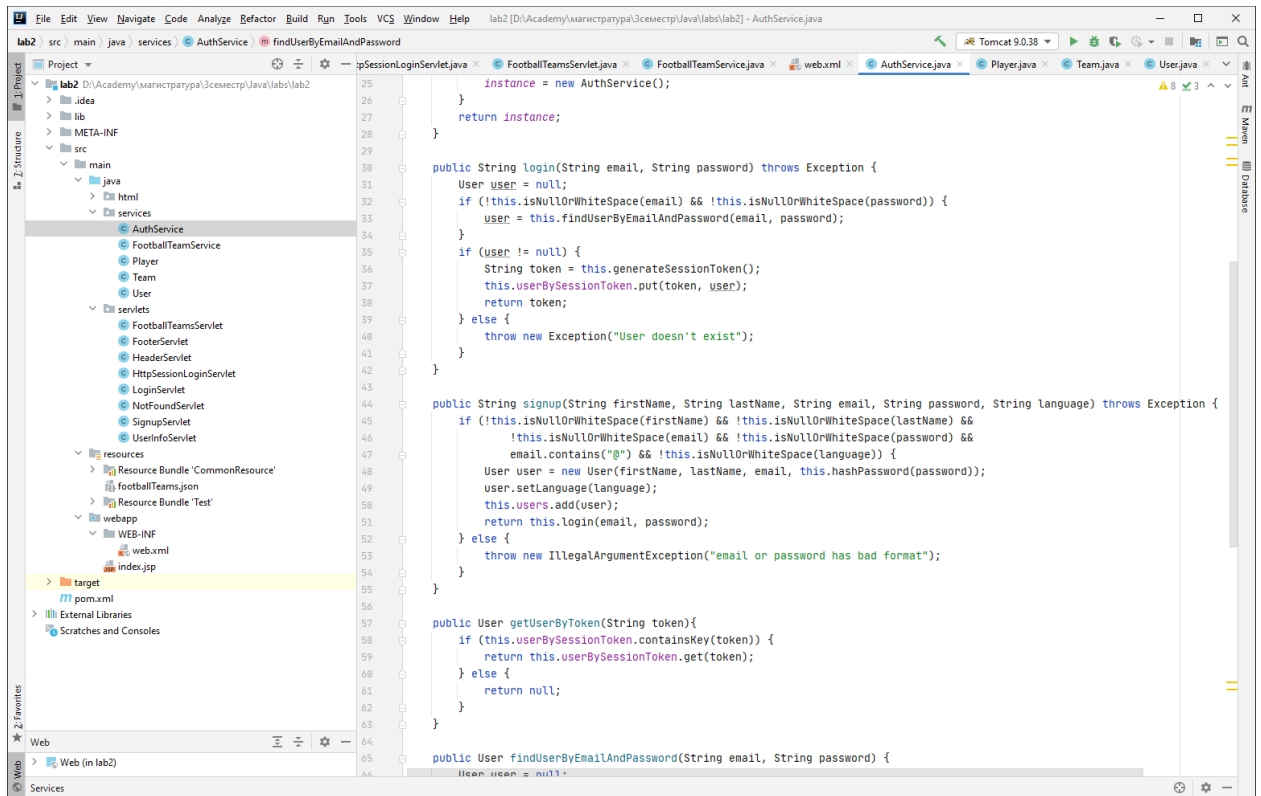 File Edit View Navigate Code Analyze Refactor Build Run Tools VCS Window Help lab2 [D:\Academy\магистратура\3семестр\Java\labs\lab2] - AuthService.java
lab2 src main java services AuthService findUserByEmailAndPassword Tomcat 9.0.38
Project
pSessionLoginServlet.java FootballTeamsServlet.java FootballTeamService.java web.xml AuthService.java Player.java Team.java User.java
1: Project
Z: Structure
2: Favorites
Web
lab2 D:\Academy\магистратура\3семестр\Java\labs\lab2
.idea
lib
META-INF
src
main
java
html
services
AuthService
FootballTeamService
Player
Team
User
servlets
FootballTeamsServlet
FooterServlet
HeaderServlet
HttpSessionLoginServlet
LoginServlet
NotFoundServlet
SignupServlet
UserInfoServlet
resources
Resource Bundle 'CommonResource'
footballTeams.json
Resource Bundle 'Test'
webapp
WEB-INF
web.xml
index.jsp
target
pom.xml
External Libraries
Scratches and Consoles
Web
Web (in lab2)
8 3
25 instance = new AuthService();
26 }
27 return instance;
28 }
29
30 public String login(String email, String password) throws Exception {
31 User user = null;
32 if (!this.isNullOrWhiteSpace(email) && !this.isNullOrWhiteSpace(password)) {
33 user = this.findUserByEmailAndPassword(email, password);
34 }
35 if (user != null) {
36 String token = this.generateSessionToken();
37 this.userBySessionToken.put(token, user);
38 return token;
39 } else {
40 throw new Exception("User doesn't exist");
41 }
42 }
43
44 public String signup(String firstName, String lastName, String email, String password, String language) throws Exception {
45 if (!this.isNullOrWhiteSpace(firstName) && !this.isNullOrWhiteSpace(lastName) &&
46 !this.isNullOrWhiteSpace(email) && !this.isNullOrWhiteSpace(password) &&
47 email.contains("@") && !this.isNullOrWhiteSpace(language)) {
48 User user = new User(firstName, lastName, email, this.hashPassword(password));
49 user.setLanguage(language);
50 this.users.add(user);
51 return this.login(email, password);
52 } else {
53 throw new IllegalArgumentException("email or password has bad format");
54 }
55 }
56
57 public User getUserByToken(String token){
58 if (this.userBySessionToken.containsKey(token)) {
59 return this.userBySessionToken.get(token);
60 } else {
61 return null;
62 }
63 }
64
65 public User findUserByEmailAndPassword(String email, String password) {
66 User user = null;
Ant
Maven
Database
Services